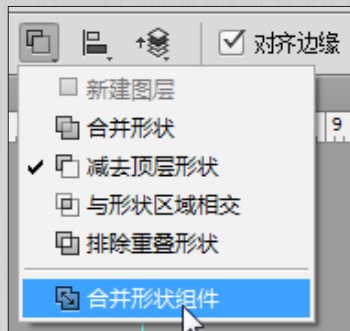 对齐边缘
新建图层
9
合并形状
减去顶层形状
与形状区域相交
排除重叠形状
合并形状组件